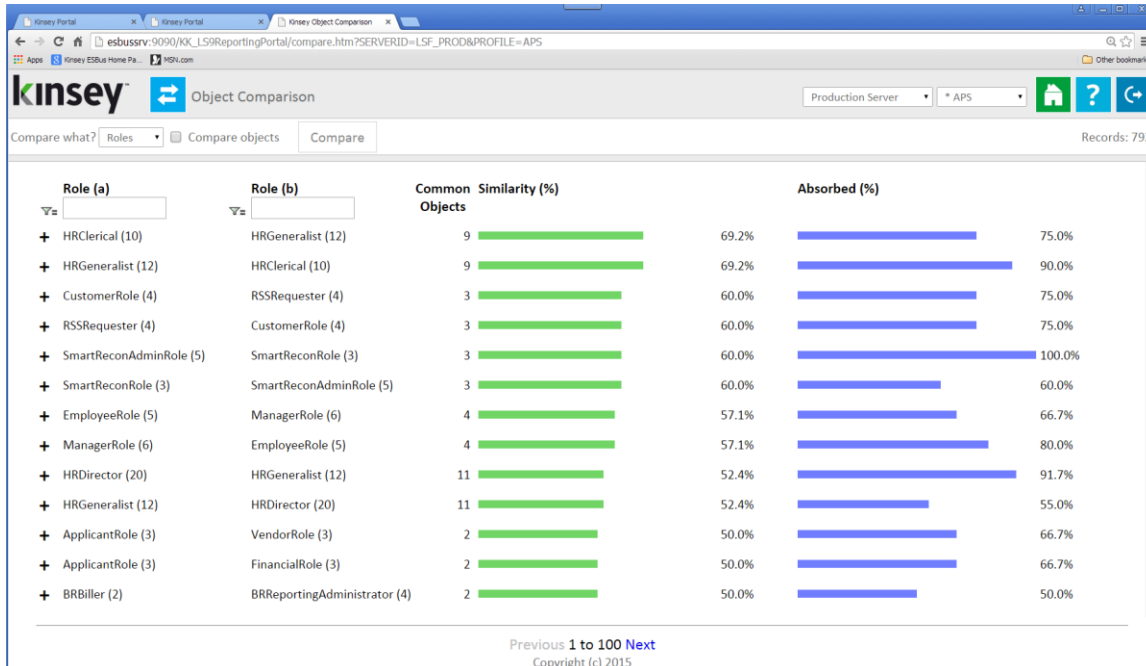 Kinsey Portal
Kinsey Portal
Kinsey Object Comparison
esbussrv:9090/KK_LS9ReportingPortal/compare.htm?SERVERID=LSF_PROD&PROFILE=APS
Apps Kinsey ESBus Home Pa... MSN.com Other bookmark
kinsey™ Object Comparison Production Server * APS ?
Compare what? Roles Compare objects Compare Records: 79
Role (a) Role (b) Common Similarity (%) Absorbed (%)
Objects
+ HRClerical (10) HRGeneralist (12) 9 69.2% 75.0%
+ HRGeneralist (12) HRClerical (10) 9 69.2% 90.0%
+ CustomerRole (4) RSSRequester (4) 3 60.0% 75.0%
+ RSSRequester (4) CustomerRole (4) 3 60.0% 75.0%
+ SmartReconAdminRole (5) SmartReconRole (3) 3 60.0% 100.0%
+ SmartReconRole (3) SmartReconAdminRole (5) 3 60.0% 60.0%
+ EmployeeRole (5) ManagerRole (6) 4 57.1% 66.7%
+ ManagerRole (6) EmployeeRole (5) 4 57.1% 80.0%
+ HRDirector (20) HRGeneralist (12) 11 52.4% 91.7%
+ HRGeneralist (12) HRDirector (20) 11 52.4% 55.0%
+ ApplicantRole (3) VendorRole (3) 2 50.0% 66.7%
+ ApplicantRole (3) FinancialRole (3) 2 50.0% 66.7%
+ BRBiller (2) BRReportingAdministrator (4) 2 50.0% 50.0%
Previous 1 to 100 Next
Copyright (c) 2015